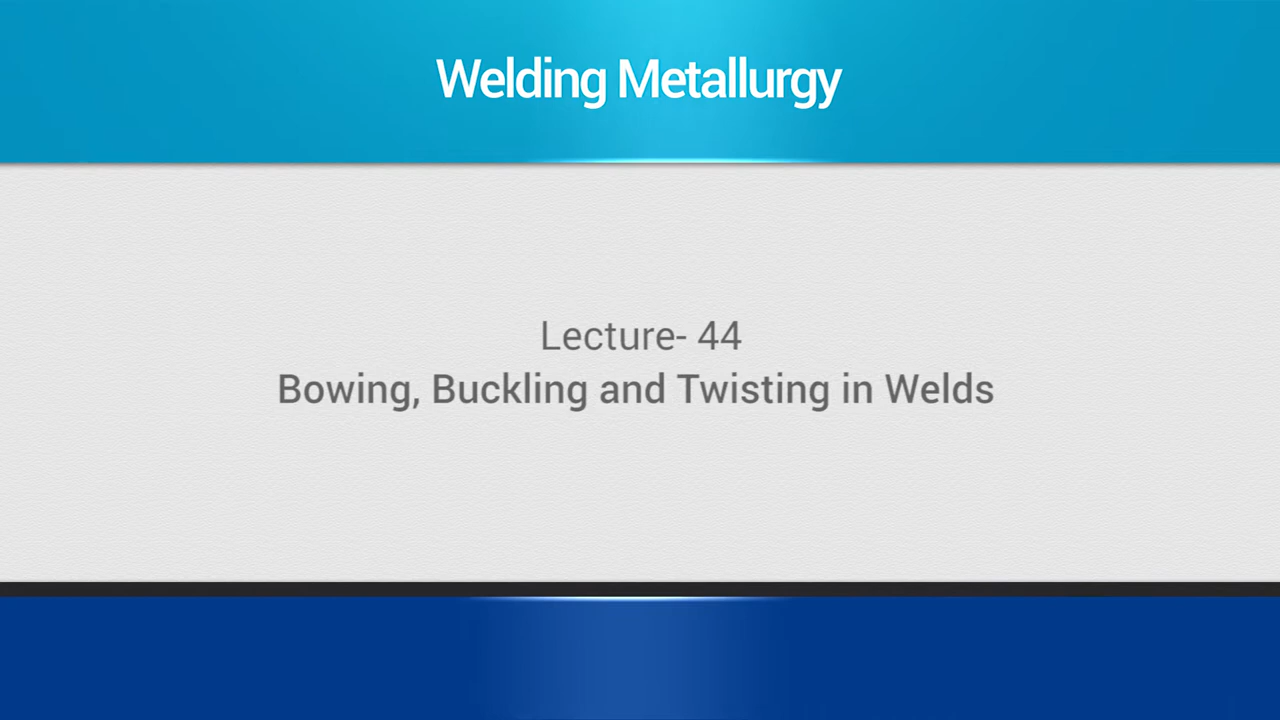 Welding Metallurgy
Lecture- 44
Bowing, Buckling and Twisting in Welds